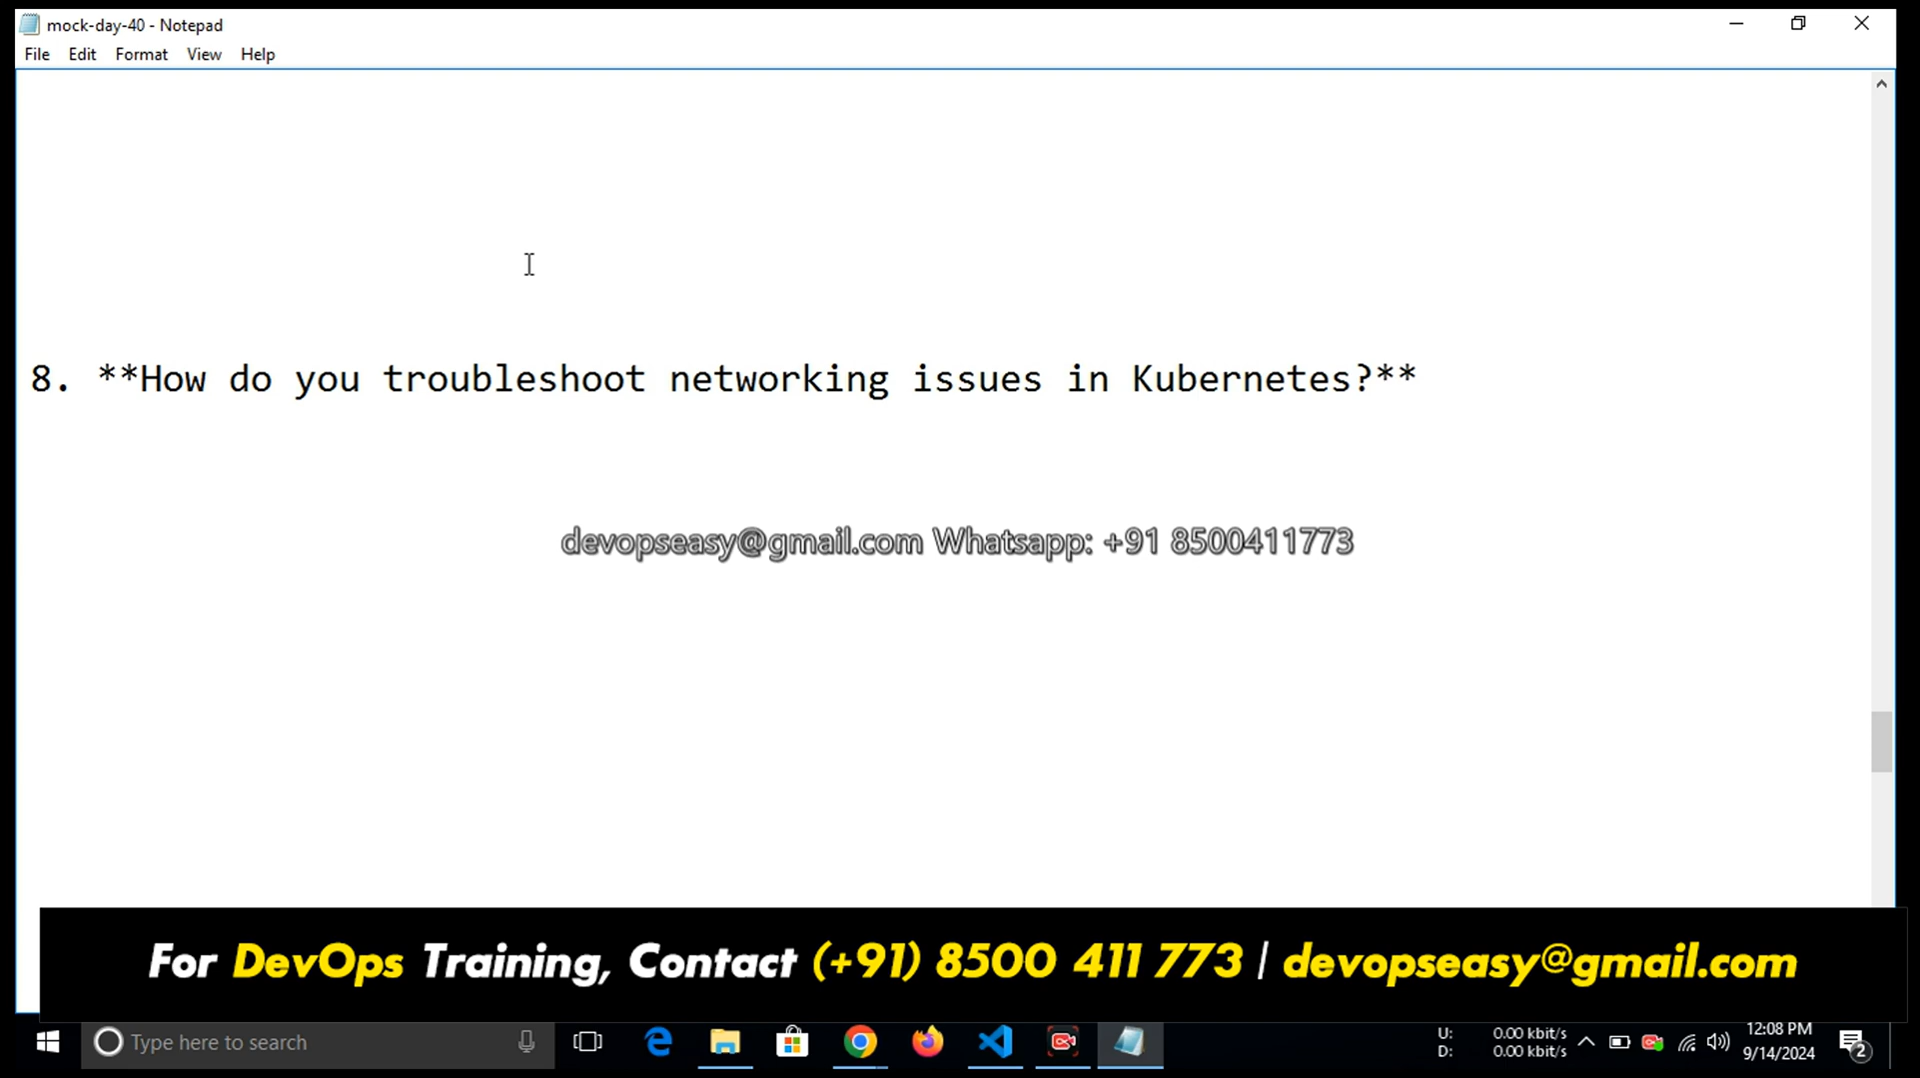 mock-day-40 - Notepad
File Edit Format View Help
8. **How do you troubleshoot networking issues in Kubernetes?**
devopseasy@gmail.com Whatsapp: +91 8500411773
For DevOps Training, Contact (+91) 8500 411 773 | devopseasy@gmail.com
Type here to search
U: 0.00 kbit/s
D: 0.00 kbit/s
12:08 PM
9/14/2024
2